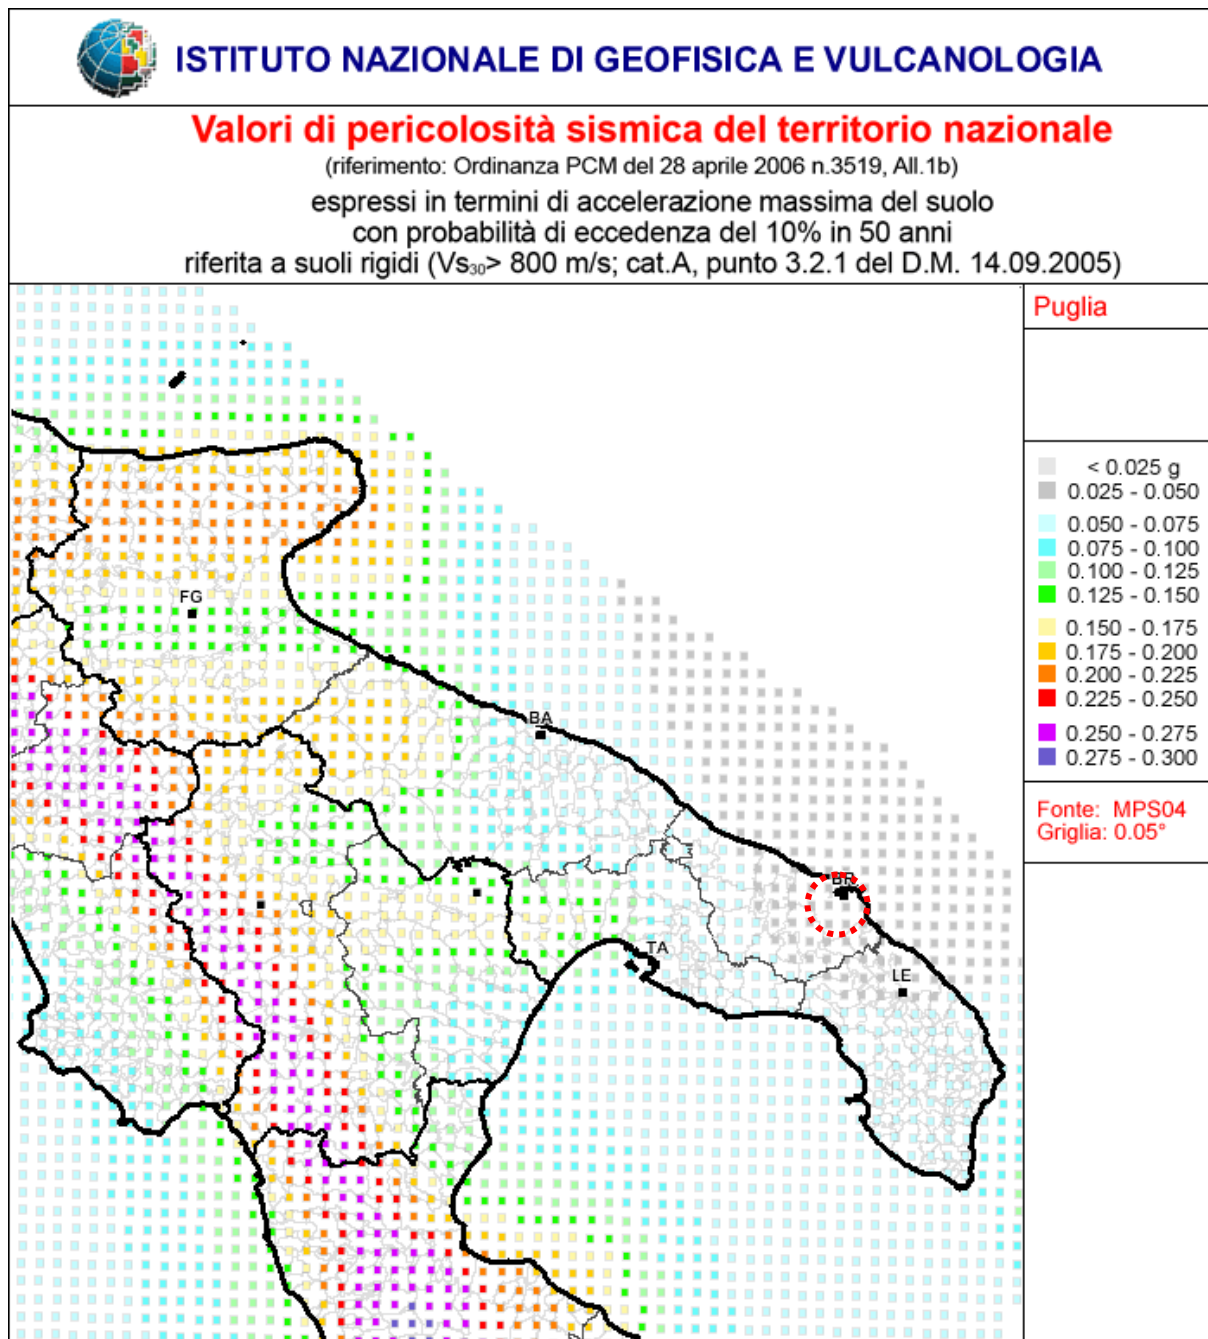 ISTITUTO NAZIONALE DI GEOFISICA E VULCANOLOGIA
Valori di pericolosità sismica del territorio nazionale
(riferimento: Ordinanza PCM del 28 aprile 2006 n.3519, All.1b)
espressi in termini di accelerazione massima del suolo
con probabilità di eccedenza del 10% in 50 anni
riferita a suoli rigidi (Vs30> 800 m/s; cat.A, punto 3.2.1 del D.M. 14.09.2005)
Puglia
< 0.025 g
0.025 - 0.050
0.050 - 0.075
0.075 - 0.100
0.100 - 0.125
0.125 - 0.150
0.150 - 0.175
0.175 - 0.200
0.200 - 0.225
0.225 - 0.250
0.250 - 0.275
0.275 - 0.300
Fonte: MPS04
Griglia: 0.05°
FG
BA
BR
TA
LE